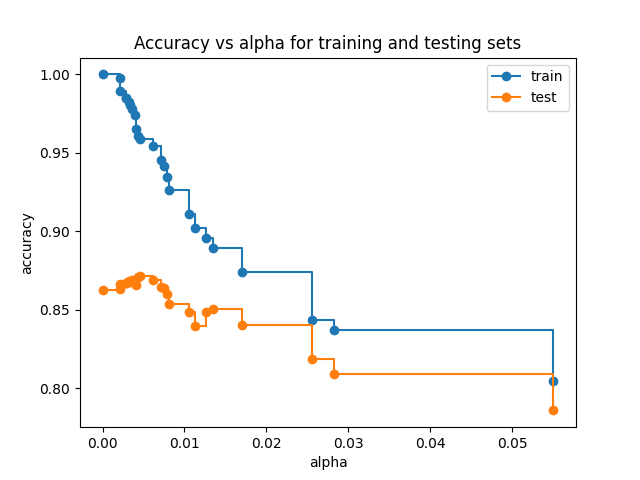 Accuracy vs alpha for training and testing sets
train
test
1.00
0.95
0.90
0.85
0.80
accuracy
0.00
0.01
0.02
0.03
0.04
0.05
alpha